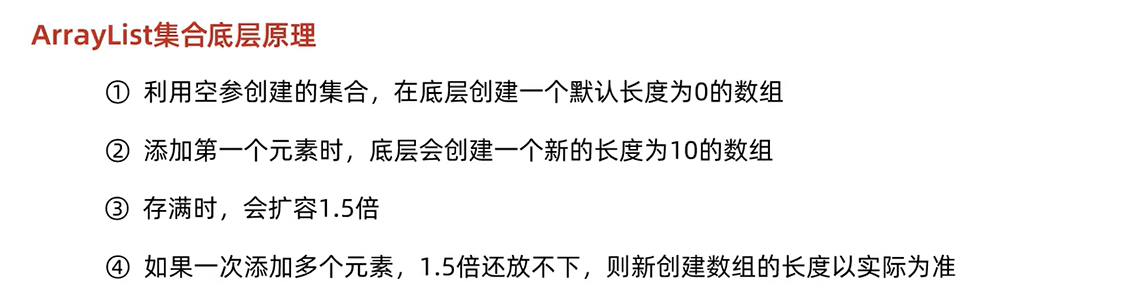 ArrayList集合底层原理
① 利用空参创建的集合，在底层创建一个默认长度为0的数组
② 添加第一个元素时，底层会创建一个新的长度为10的数组
③ 存满时，会扩容1.5倍
④ 如果一次添加多个元素，1.5倍还放不下，则新创建数组的长度以实际为准